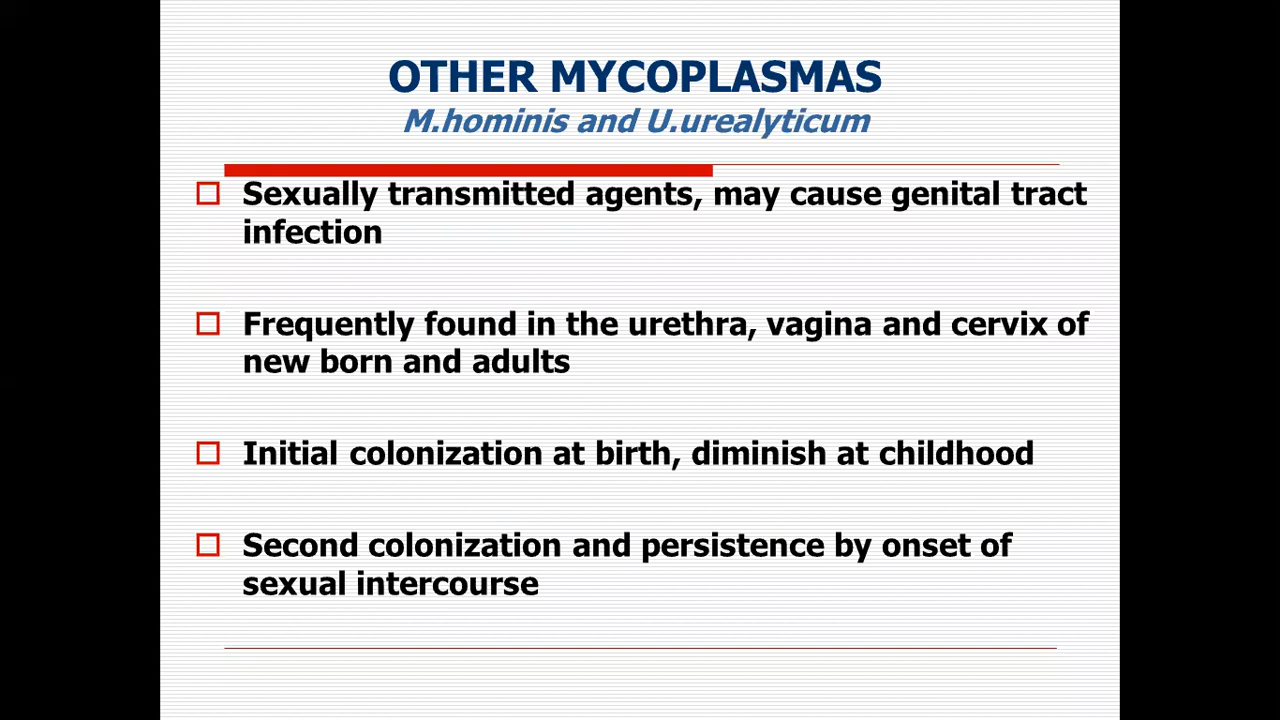 OTHER MYCOPLASMAS
M.hominis and U.urealyticum
Sexually transmitted agents, may cause genital tract
infection
Frequently found in the urethra, vagina and cervix of
new born and adults
Initial colonization at birth, diminish at childhood
Second colonization and persistence by onset of
sexual intercourse